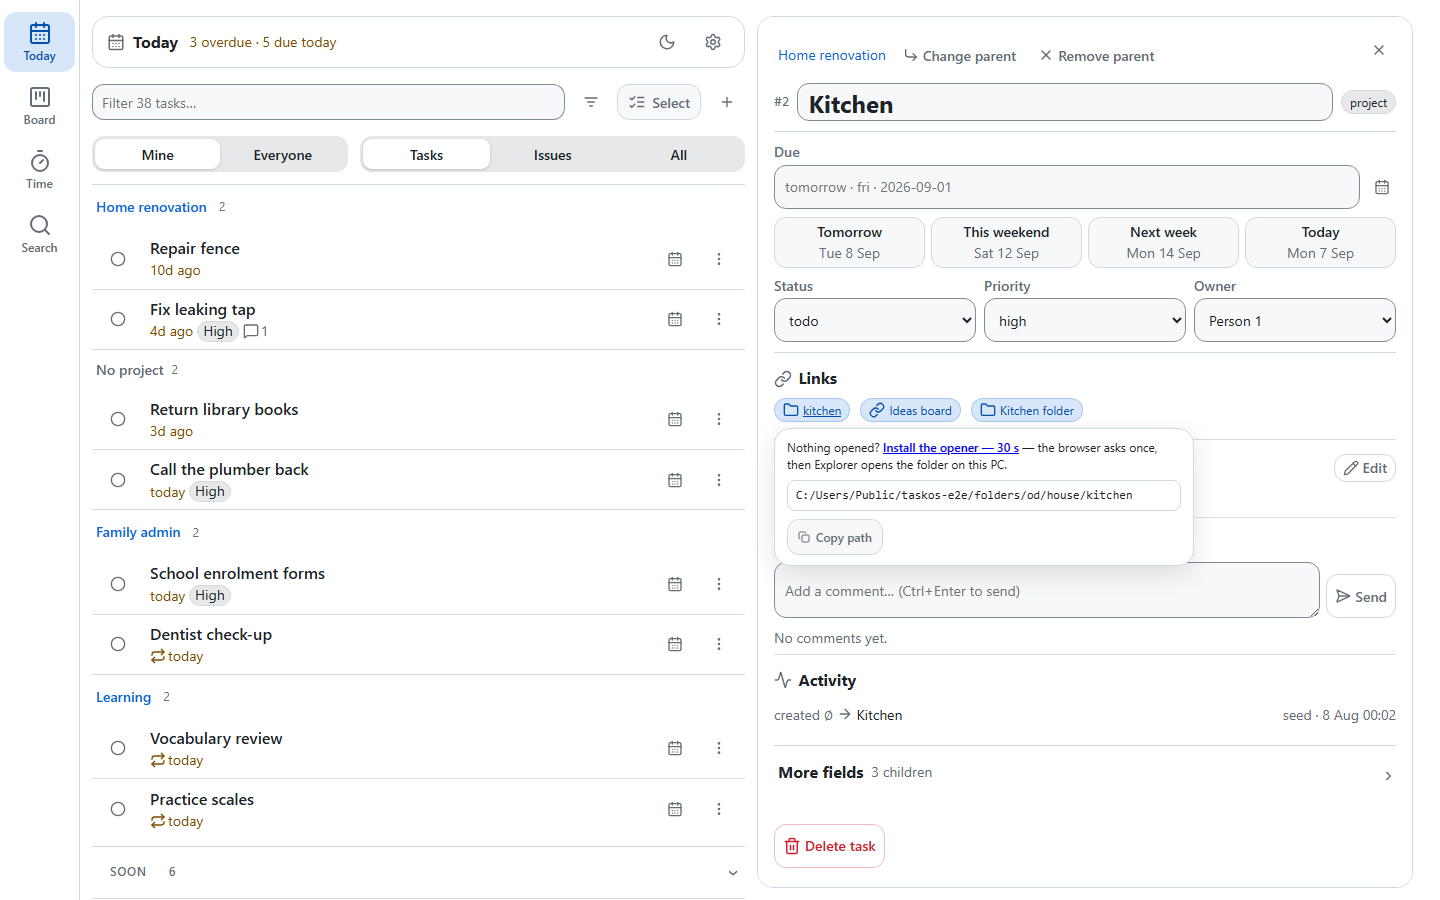 Today
Board
Time
Search
Today 3 overdue · 5 due today
Filter 38 tasks...
Select
Mine
Everyone
Tasks
Issues
All
Home renovation 2
Repair fence
10d ago
Fix leaking tap
4d ago High 1
No project 2
Return library books
3d ago
Call the plumber back
today High
Family admin 2
School enrolment forms
today High
Dentist check-up
today
Learning 2
Vocabulary review
today
Practice scales
today
SOON 6
Home renovation Change parent Remove parent
#2 Kitchen project
Due
tomorrow · fri · 2026-09-01
Tomorrow
Tue 8 Sep
This weekend
Sat 12 Sep
Next week
Mon 14 Sep
Today
Mon 7 Sep
Status
todo
Priority
high
Owner
Person 1
Links
kitchen Ideas board Kitchen folder
Nothing opened? Install the opener — 30 s — the browser asks once,
then Explorer opens the folder on this PC.
C:/Users/Public/taskos-e2e/folders/od/house/kitchen
Copy path
Edit
Add a comment... (Ctrl+Enter to send)
Send
No comments yet.
Activity
created ∅ → Kitchen seed · 8 Aug 00:02
More fields 3 children
Delete task